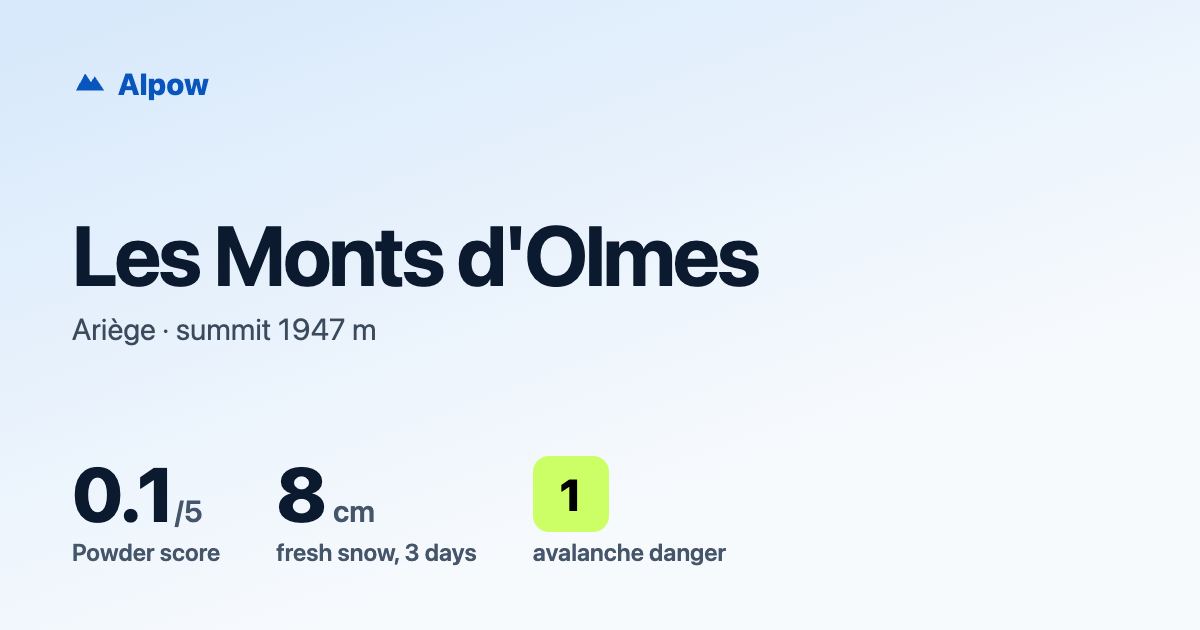 Alpow
Les Monts d'Olmes
Ariège · summit 1947 m
0.1/5
Powder score
8 cm
fresh snow, 3 days
1
avalanche danger